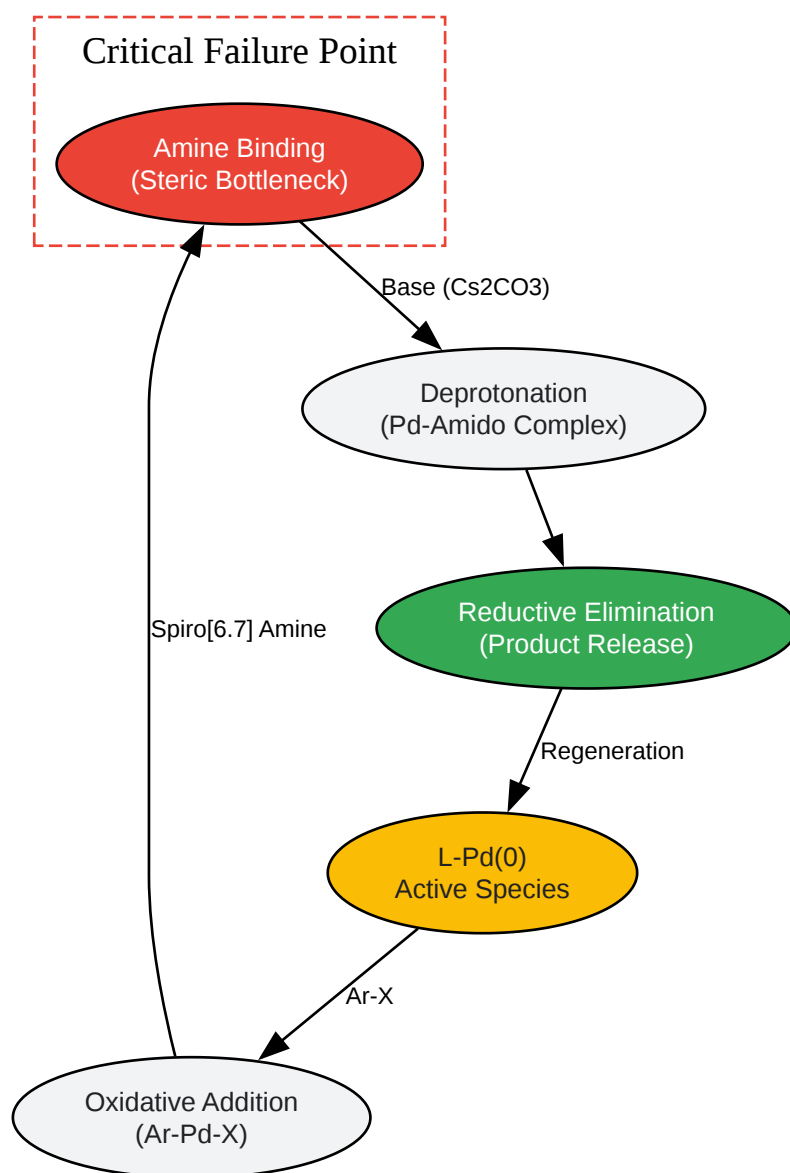 Critical Failure Point
Amine Binding
(Steric Bottleneck)
Base (Cs2CO3)
Deprotonation
(Pd-Amido Complex)
Spiro[6.7] Amine
Reductive Elimination
(Product Release)
Regeneration
L-Pd(0)
Active Species
Ar-X
Oxidative Addition
(Ar-Pd-X)